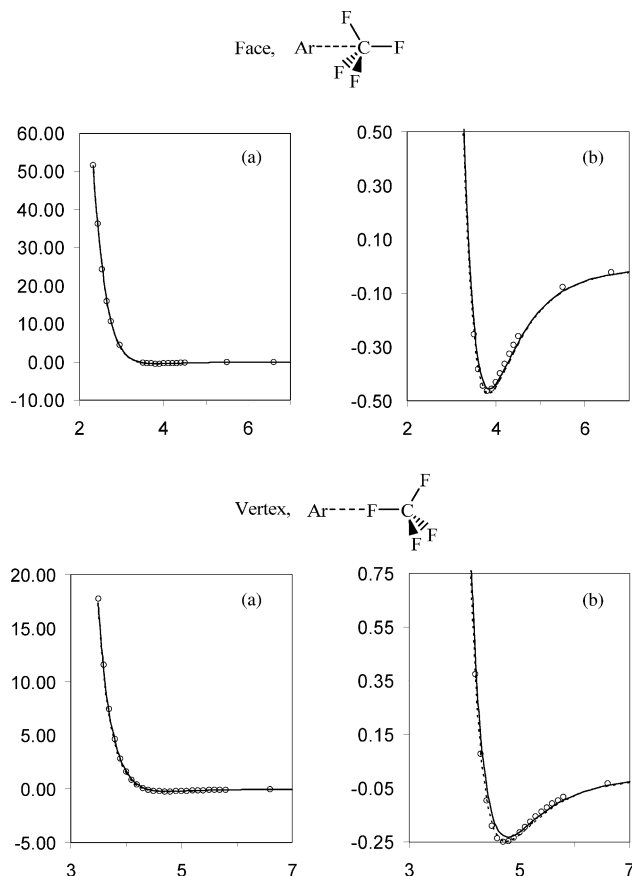 F
Face, Ar C F
F
F
(a)
60.00
50.00
40.00
30.00
20.00
10.00
0.00
-10.00
2 4 6
(b)
0.50
0.30
0.10
-0.10
-0.30
-0.50
2 4 6
F
Vertex, Ar F C
F
F
(a)
20.00
15.00
10.00
5.00
0.00
-5.00
3 5 7
(b)
0.75
0.55
0.35
0.15
-0.05
-0.25
3 5 7